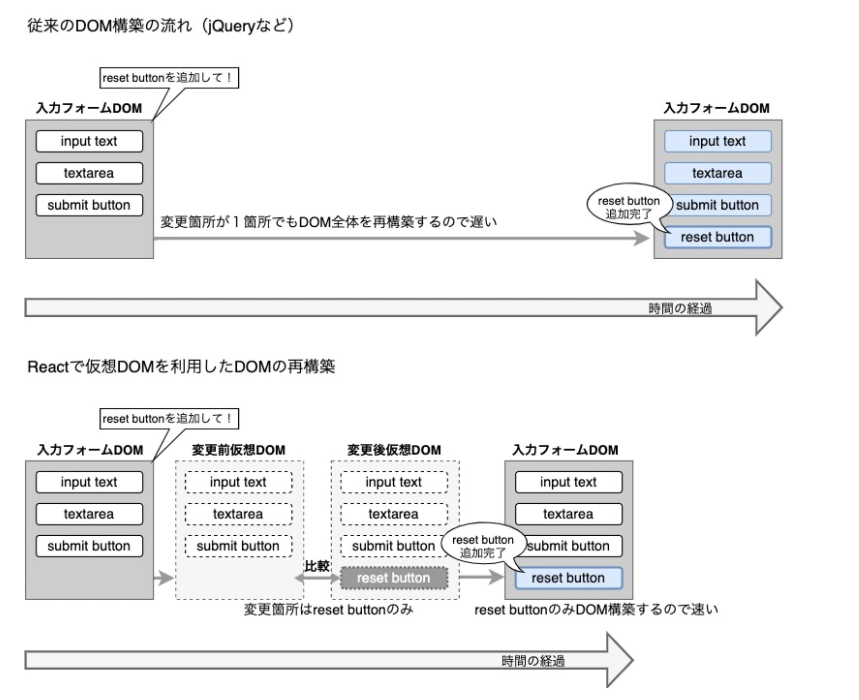 従来のDOM構築の流れ（jQueryなど）
reset buttonを追加して！
入力フォームDOM
input text
textarea
submit button
変更箇所が１箇所でもDOM全体を再構築するので遅い
入力フォームDOM
input text
textarea
submit button
reset button
reset button
追加完了
時間の経過
Reactで仮想DOMを利用したDOMの再構築
reset buttonを追加して！
入力フォームDOM
input text
textarea
submit button
変更前仮想DOM
input text
textarea
submit button
比較
変更後仮想DOM
input text
textarea
submit button
reset button
変更箇所はreset buttonのみ
入力フォームDOM
input text
textarea
submit button
reset button
reset button
追加完了
reset buttonのみDOM構築するので速い
時間の経過